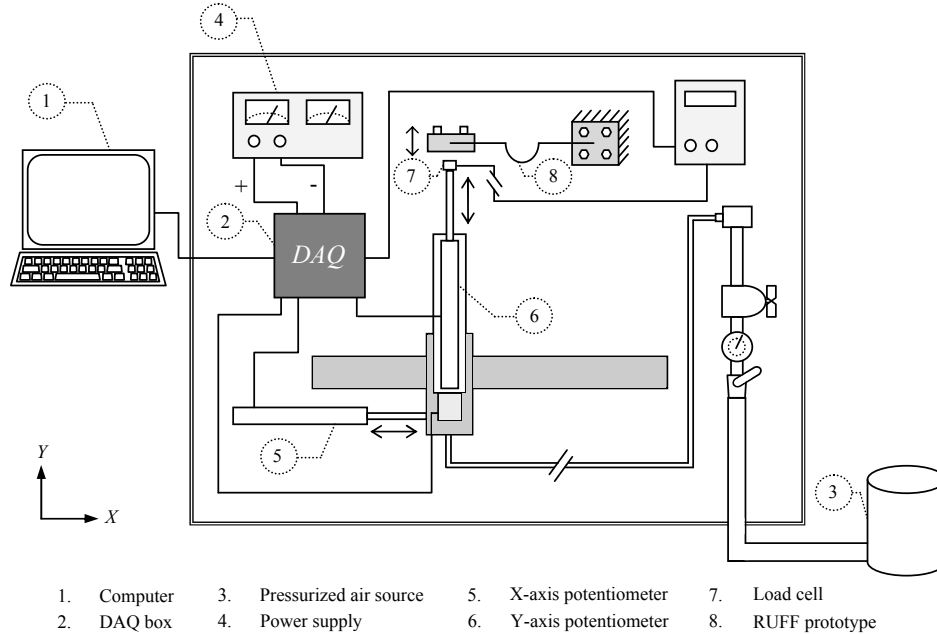 4
1
+ -
7
8
2
DAQ
6
5
3
Y
X
1. Computer 3. Pressurized air source 5. X-axis potentiometer 7. Load cell
2. DAQ box 4. Power supply 6. Y-axis potentiometer 8. RUFF prototype